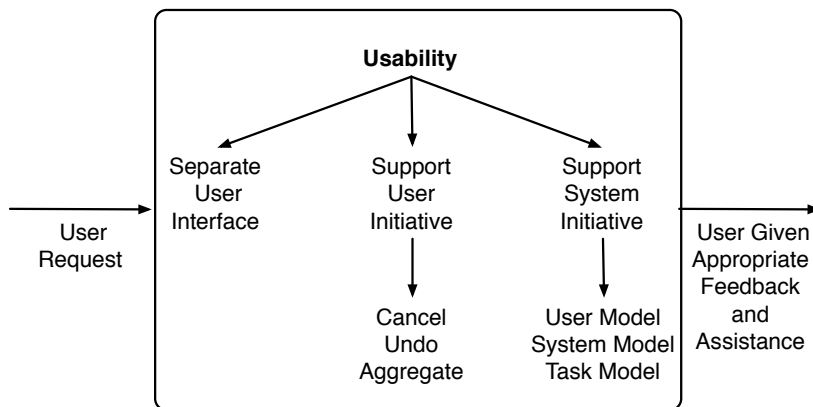 Usability
Separate
User
Interface
Support
User
Initiative
Support
System
Initiative
Cancel
Undo
Aggregate
User Model
System Model
Task Model
User
Request
User Given
Appropriate
Feedback
and
Assistance